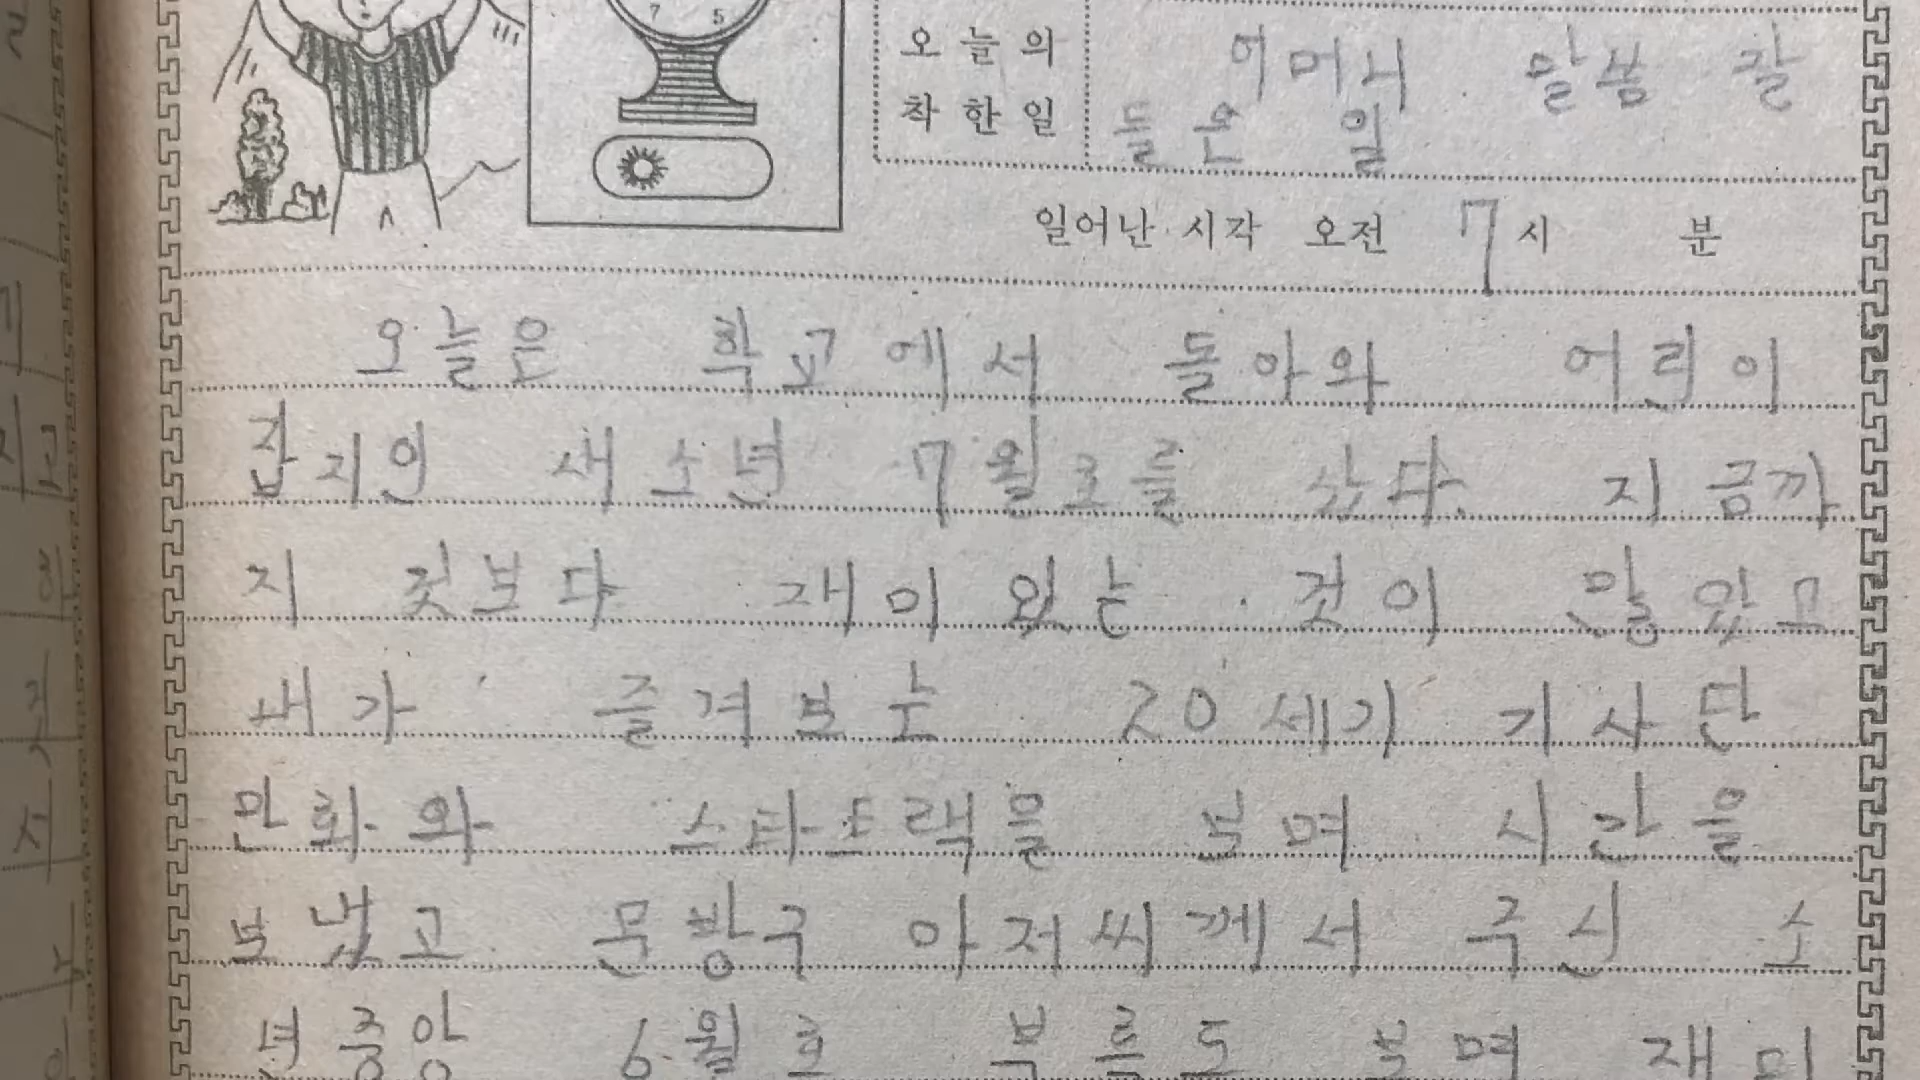 7 5
오늘의 어머니 말씀 잘
착한일 들은 일
일어난 시각 오전 7시 분
오늘은 학교에서 돌아와 어린이
잡지인 새소년 7월호를 샀다. 지금까
지 것보다 재미있는 것이 많있고
내가 즐겨보는 20세기 기사단
만화와 스타트랙을 보며 시간을
보냈고 문방구 아저씨께서 주신 소
년중앙 6월호 부록도 보며 재미